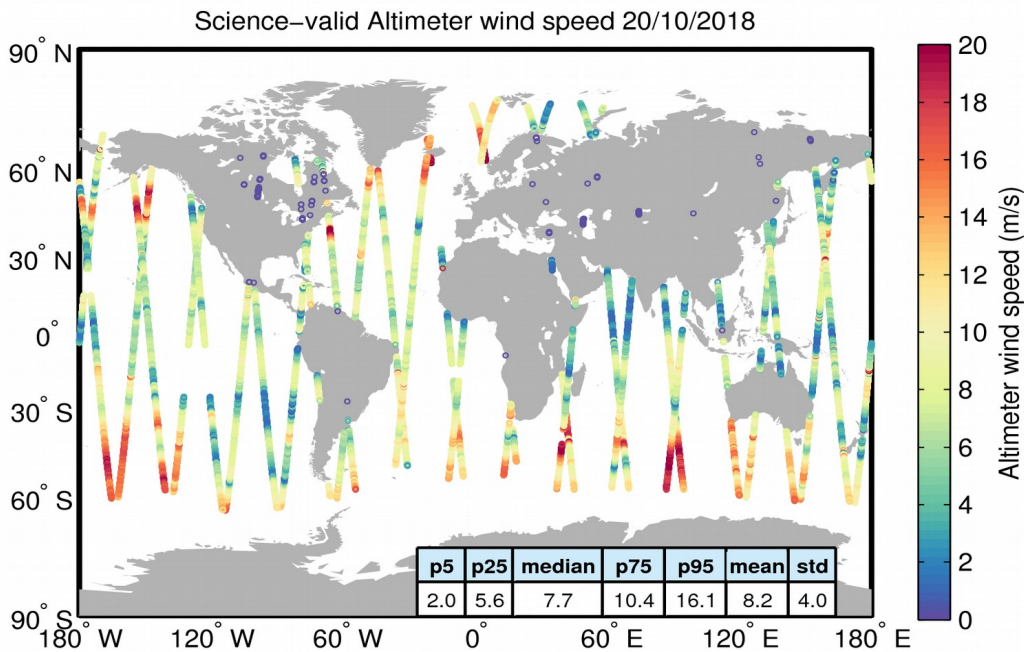 Science-valid Altimeter wind speed 20/10/2018
90° N
60° N
30° N
0°
30° S
60° S
90° S
180° W
120° W
60° W
0°
60° E
120° E
180° E
p5 p25 median p75 p95 mean std
2.0 5.6 7.7 10.4 16.1 8.2 4.0
20
18
16
14
12
10
8
6
4
2
0
Altimeter wind speed (m/s)